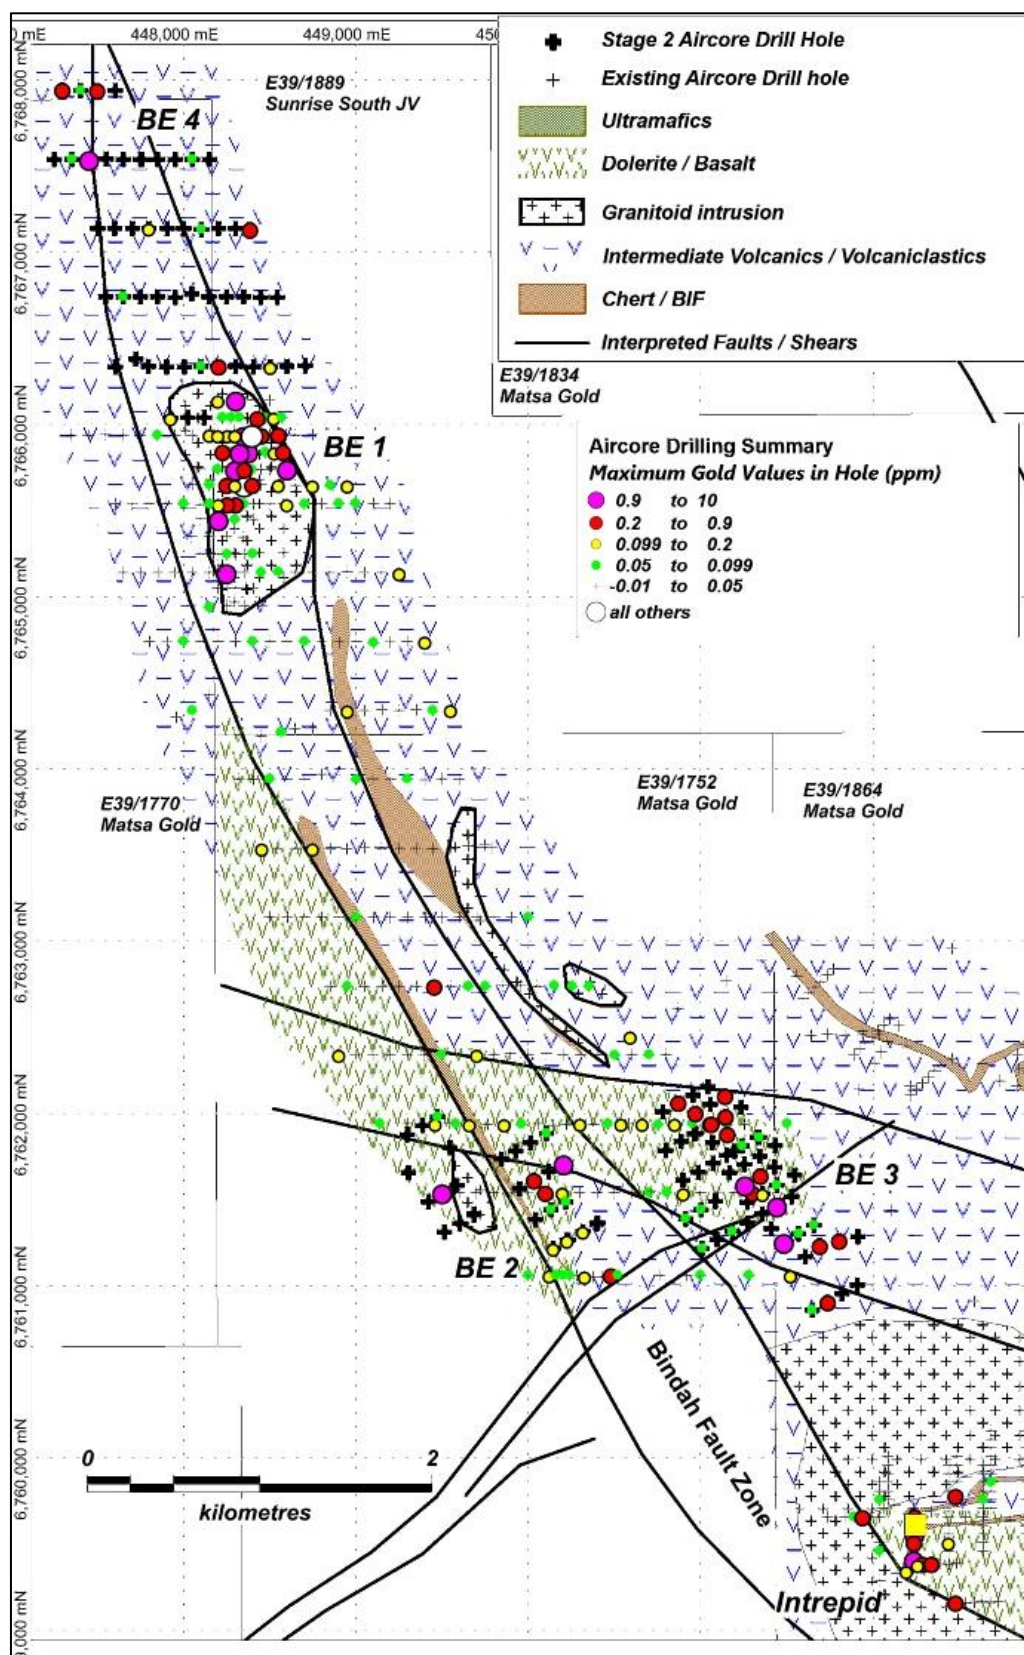 0 mE
448,000 mE
449,000 mE
450
6,768,000 mN
6,767,000 mN
6,766,000 mN
6,765,000 mN
6,764,000 mN
6,763,000 mN
6,762,000 mN
6,761,000 mN
6,760,000 mN
9,000 mN
Stage 2 Aircore Drill Hole
Existing Aircore Drill hole
Ultramafics
Dolerite / Basalt
Granitoid intrusion
Intermediate Volcanics / Volcaniclastics
Chert / BIF
Interpreted Faults / Shears
E39/1889
Sunrise South JV
BE 4
E39/1834
Matsa Gold
BE 1
Aircore Drilling Summary
Maximum Gold Values in Hole (ppm)
0.9 to 10
0.2 to 0.9
0.099 to 0.2
0.05 to 0.099
-0.01 to 0.05
all others
E39/1770
Matsa Gold
E39/1752
Matsa Gold
E39/1864
Matsa Gold
BE 3
BE 2
Bindah Fault Zone
0 2
kilometres
Intrepid